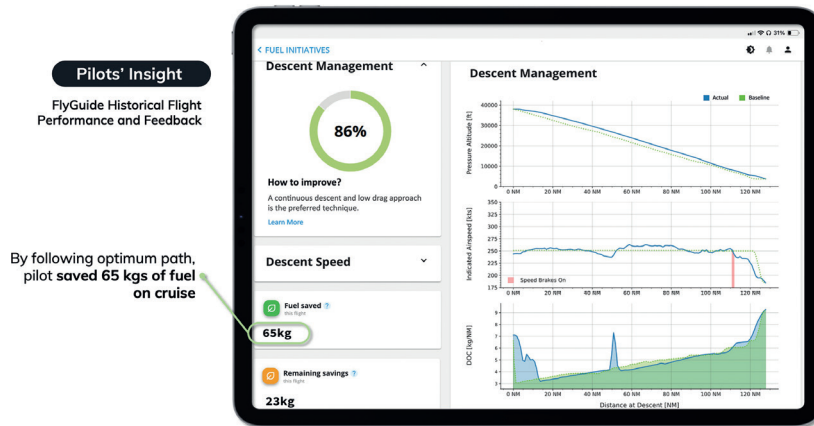 Pilots' Insight
FlyGuide Historical Flight
Performance and Feedback
By following optimum path,
pilot saved 65 kgs of fuel
on cruise
31%
FUEL INITIATIVES
Descent Management
86%
How to improve?
A continuous descent and low drag approach
is the preferred technique.
Learn More
Descent Speed
Fuel saved ?
this flight
65kg
Remaining savings ?
this flight
23kg
Descent Management
Actual Baseline
Pressure Altitude [ft]
40000
30000
20000
10000
0
0 NM 20 NM 40 NM 60 NM 80 NM 100 NM 120 NM
Indicated Airspeed [kts]
350
325
300
275
250
225
200
175
Speed Brakes On
0 NM 20 NM 40 NM 60 NM 80 NM 100 NM 120 NM
DOC [kg/NM]
9
8
7
6
5
4
3
0 NM 20 NM 40 NM 60 NM 80 NM 100 NM 120 NM
Distance at Descent [NM]